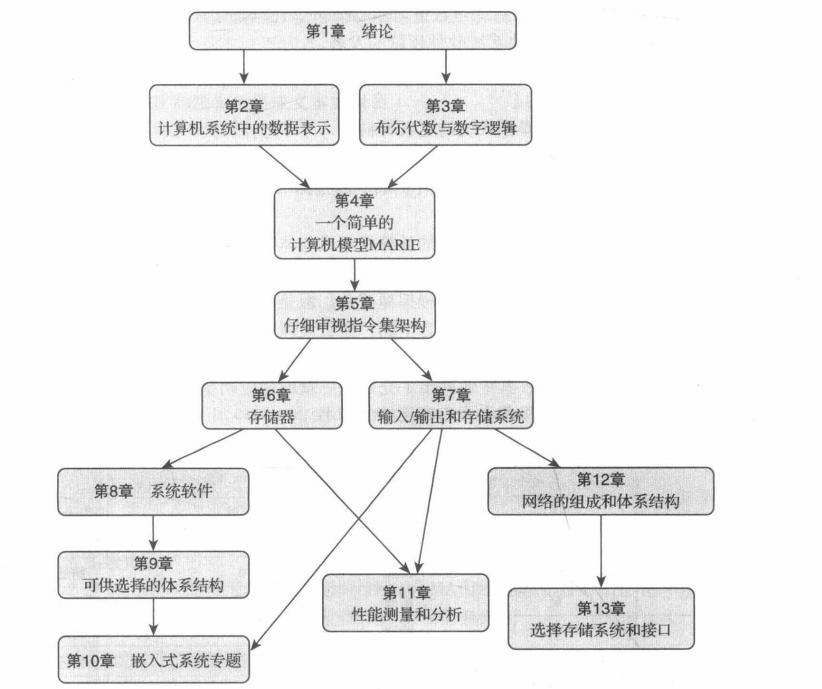 第1章 绪论
第2章
计算机系统中的数据表示
第3章
布尔代数与数字逻辑
第4章
一个简单的
计算机模型MARIE
第5章
仔细审视指令集架构
第6章
存储器
第7章
输入/输出和存储系统
第8章 系统软件
第12章
网络的组成和体系结构
第9章
可供选择的体系结构
第11章
性能测量和分析
第13章
选择存储系统和接口
第10章 嵌入式系统专题